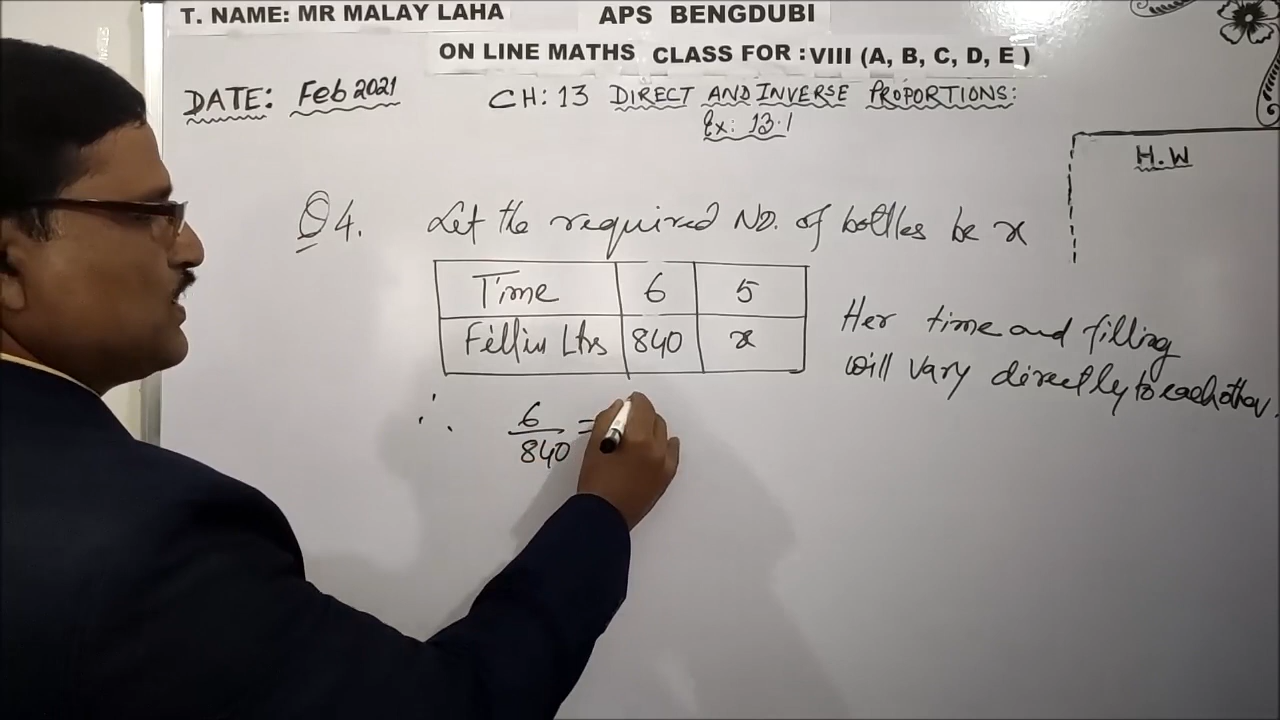 T. NAME: MR MALAY LAHA APS BENGDUBI
ON LINE MATHS CLASS FOR : VIII (A, B, C, D, E )
DATE: Feb 2021 CH: 13 DIRECT AND INVERSE PROPORTIONS:
Ex: 13.1
H.W
Q4. Let the required NO. of bottles be x
Time 6 5
Fill in Ltrs 840 x
Her time and filling
will vary directly to each other.
∴ 6/840 =